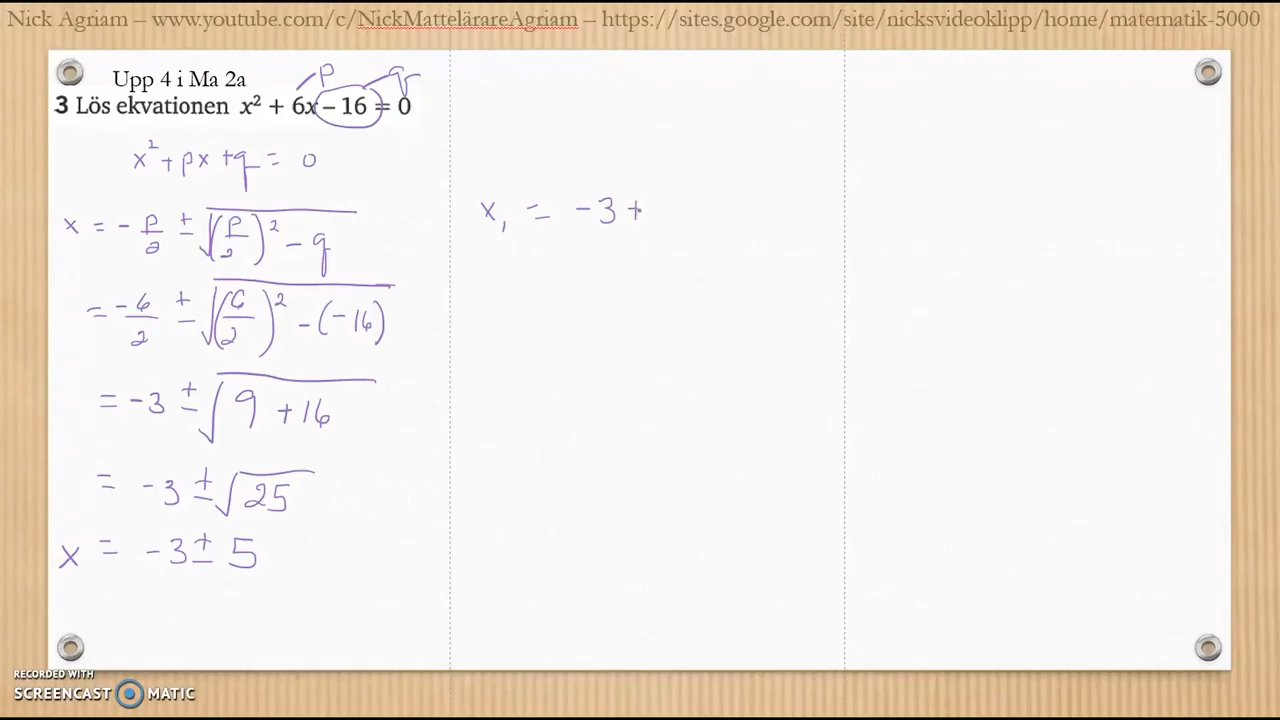 Nick Agriam – www.youtube.com/c/NickMattelärareAgriam – https://sites.google.com/site/nicksvideoklipp/home/matematik-5000
Upp 4 i Ma 2a
p q
3 Lös ekvationen x² + 6x – 16 = 0
x² + px + q = 0
x = - p/2 ± √((p/2)² - q)
= -6/2 ± √((6/2)² - (-16))
= -3 ± √(9 + 16)
= -3 ± √25
x = -3 ± 5
x₁ = -3 +
RECORDED WITH
SCREENCAST MATIC